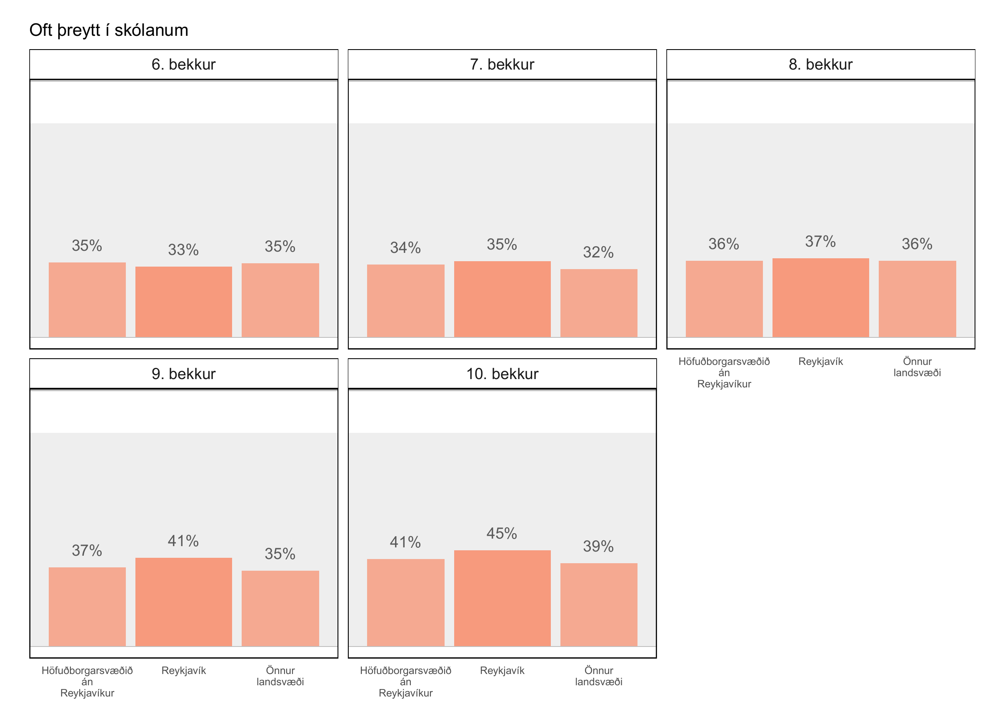 Oft þreytt í skólanum
6. bekkur
7. bekkur
8. bekkur
35%
33%
35%
34%
35%
32%
36%
37%
36%
Höfuðborgarsvæðið
án
Reykjavíkur
Reykjavík
Önnur
landsvæði
9. bekkur
10. bekkur
37%
41%
35%
41%
45%
39%
Höfuðborgarsvæðið
án
Reykjavíkur
Reykjavík
Önnur
landsvæði
Höfuðborgarsvæðið
án
Reykjavíkur
Reykjavík
Önnur
landsvæði